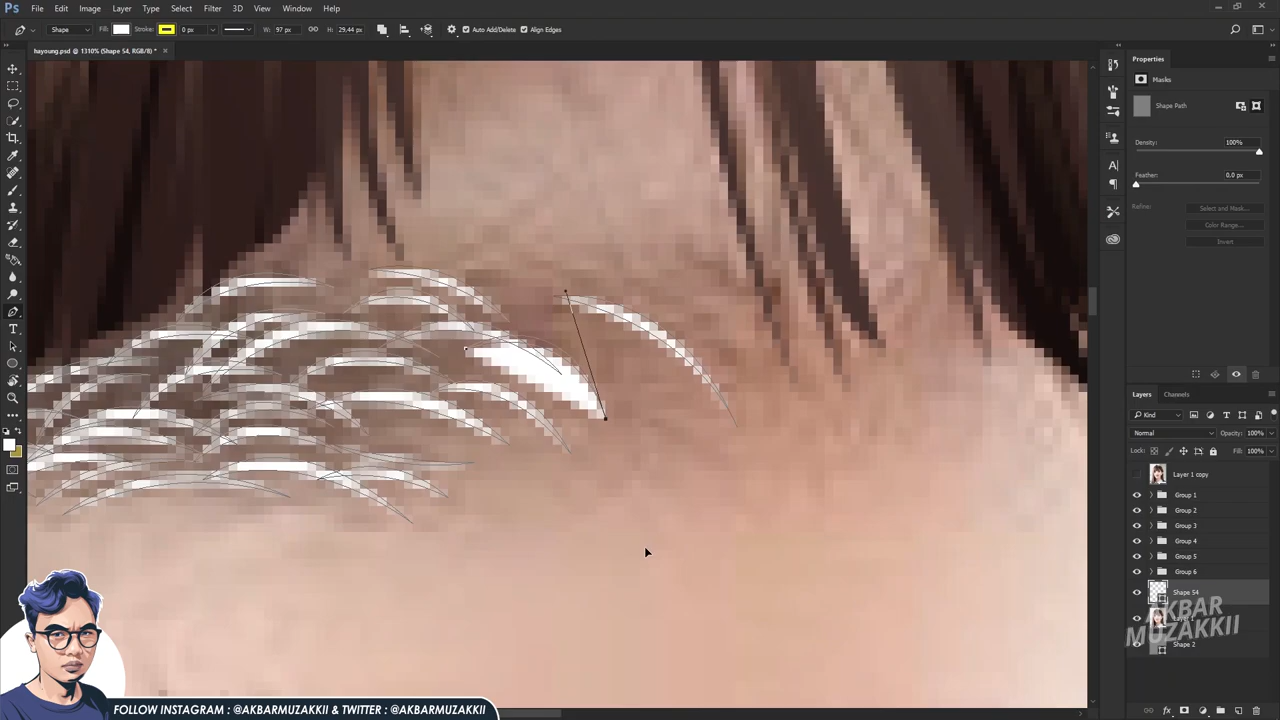 Ps File Edit Image Layer Type Select Filter 3D View Window Help
Shape Fill: Stroke: 0 px W: 97 px H: 29,44 px Auto Add/Delete Align Edges
hayoung.psd @ 1310% (Shape 54, RGB/8) *
Properties
Masks
Shape Path
Density: 100%
Feather: 0.0 px
Refine: Select and Mask...
Color Range...
Invert
Layers Channels
Kind
Normal Opacity: 100%
Lock: Fill: 100%
Layer 1 copy
Group 1
Group 2
Group 3
Group 4
Group 5
Group 6
Shape 54
AKBAR
MUZAKKII
Shape 2
FOLLOW INSTAGRAM : @AKBARMUZAKKII & TWITTER : @AKBARMUZAKKII